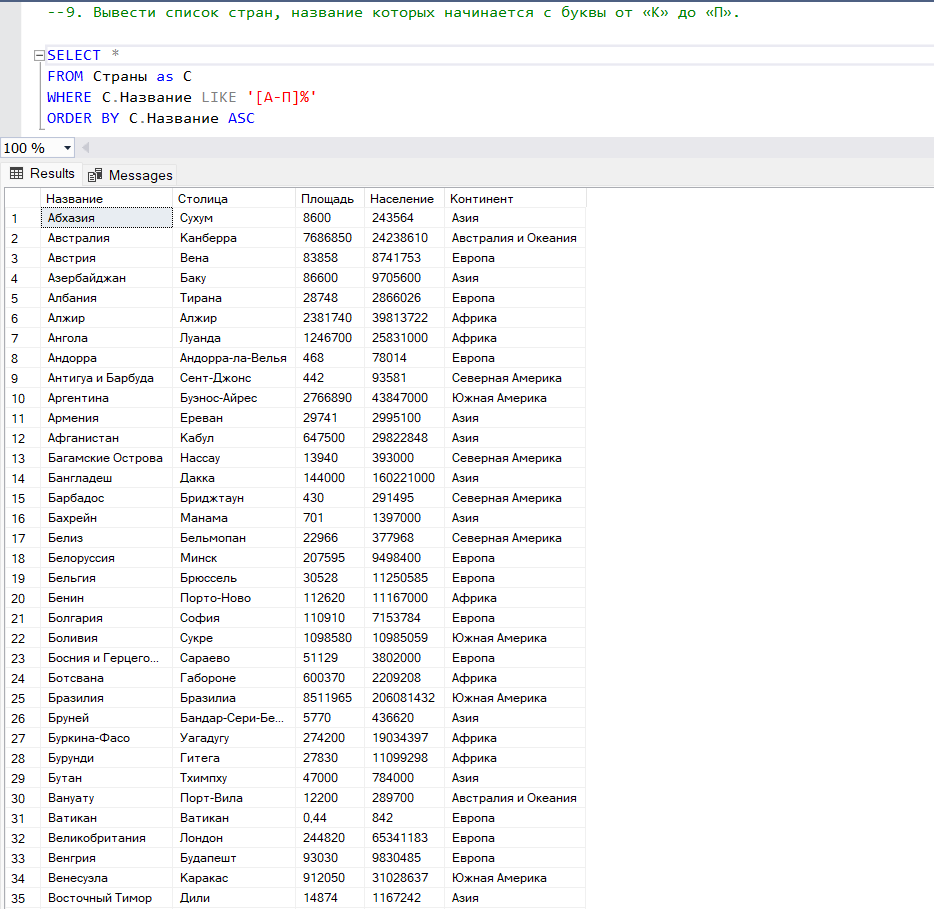 --9. Вывести список стран, название которых начинается с буквы от «К» до «П».
SELECT *
FROM Страны as C
WHERE С.Название LIKE '[А-П]%'
ORDER BY С.Название ASC
100 %
Results Messages
Название Столица Площадь Население Континент
1 Абхазия Сухум 8600 243564 Азия
2 Австралия Канберра 7686850 24238610 Австралия и Океания
3 Австрия Вена 83858 8741753 Европа
4 Азербайджан Баку 86600 9705600 Азия
5 Албания Тирана 28748 2866026 Европа
6 Алжир Алжир 2381740 39813722 Африка
7 Ангола Луанда 1246700 25831000 Африка
8 Андорра Андорра-ла-Велья 468 78014 Европа
9 Антигуа и Барбуда Сент-Джонс 442 93581 Северная Америка
10 Аргентина Буэнос-Айрес 2766890 43847000 Южная Америка
11 Армения Ереван 29741 2995100 Азия
12 Афганистан Кабул 647500 29822848 Азия
13 Багамские Острова Нассау 13940 393000 Северная Америка
14 Бангладеш Дакка 144000 160221000 Азия
15 Барбадос Бриджтаун 430 291495 Северная Америка
16 Бахрейн Манама 701 1397000 Азия
17 Белиз Бельмопан 22966 377968 Северная Америка
18 Белоруссия Минск 207595 9498400 Европа
19 Бельгия Брюссель 30528 11250585 Европа
20 Бенин Порто-Ново 112620 11167000 Африка
21 Болгария София 110910 7153784 Европа
22 Боливия Сукре 1098580 10985059 Южная Америка
23 Босния и Герцего... Сараево 51129 3802000 Европа
24 Ботсвана Габороне 600370 2209208 Африка
25 Бразилия Бразилиа 8511965 206081432 Южная Америка
26 Бруней Бандар-Сери-Бе... 5770 436620 Азия
27 Буркина-Фасо Уагадугу 274200 19034397 Африка
28 Бурунди Гитега 27830 11099298 Африка
29 Бутан Тхимпху 47000 784000 Азия
30 Вануату Порт-Вила 12200 289700 Австралия и Океания
31 Ватикан Ватикан 0,44 842 Европа
32 Великобритания Лондон 244820 65341183 Европа
33 Венгрия Будапешт 93030 9830485 Европа
34 Венесуэла Каракас 912050 31028637 Южная Америка
35 Восточный Тимор Дили 14874 1167242 Азия